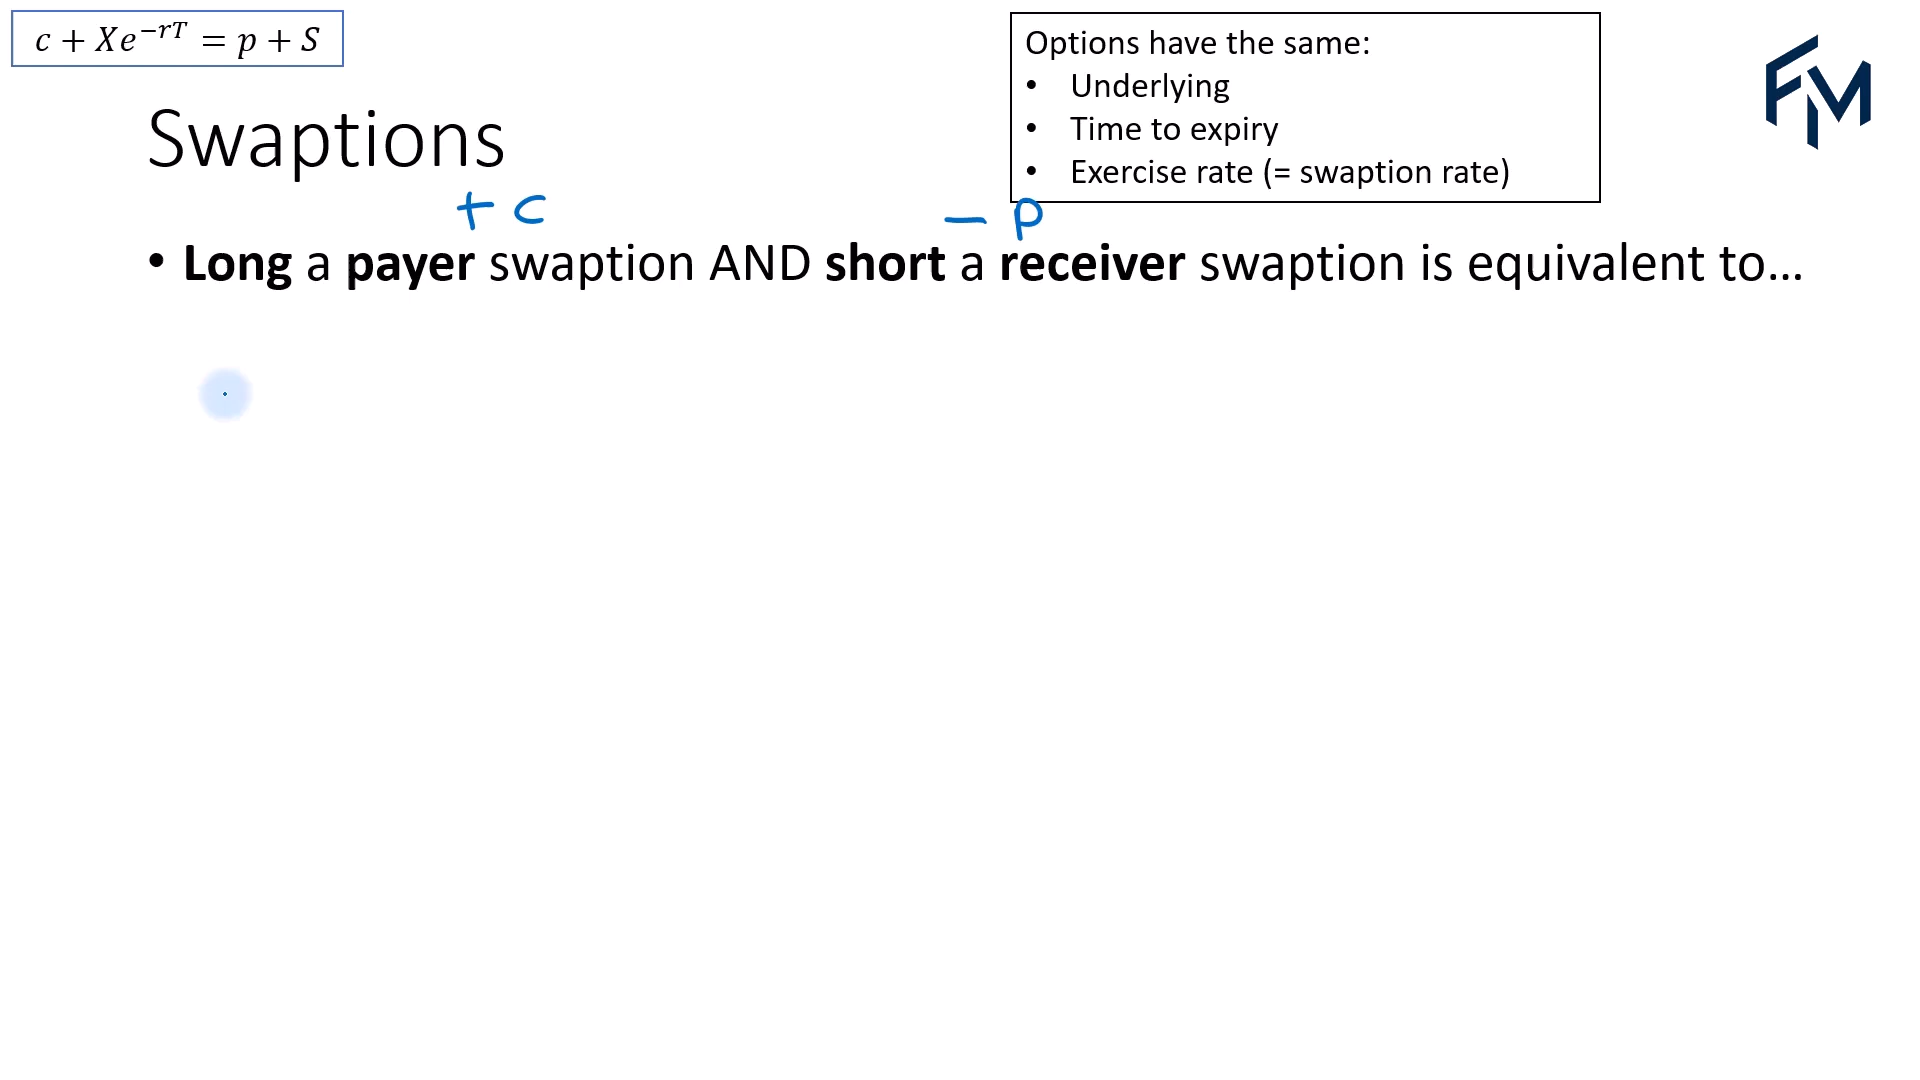 c + Xe^{−rT} = p + S
Options have the same:
• Underlying
• Time to expiry
• Exercise rate (= swaption rate)
FM
Swaptions
+ c
− p
• Long a payer swaption AND short a receiver swaption is equivalent to…